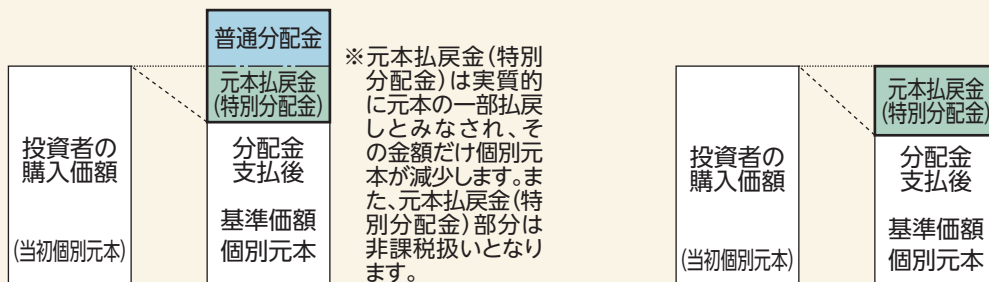 投資者の
購入価額
(当初個別元本)
普通分配金
元本払戻金
(特別分配金)
分配金
支払後
基準価額
個別元本
※元本払戻金(特別
分配金)は実質的
に元本の一部払戻
しとみなされ、そ
の金額だけ個別元
本が減少します。ま
た、元本払戻金(特
別分配金)部分は
非課税扱いとなり
ます。
投資者の
購入価額
(当初個別元本)
元本払戻金
(特別分配金)
分配金
支払後
基準価額
個別元本